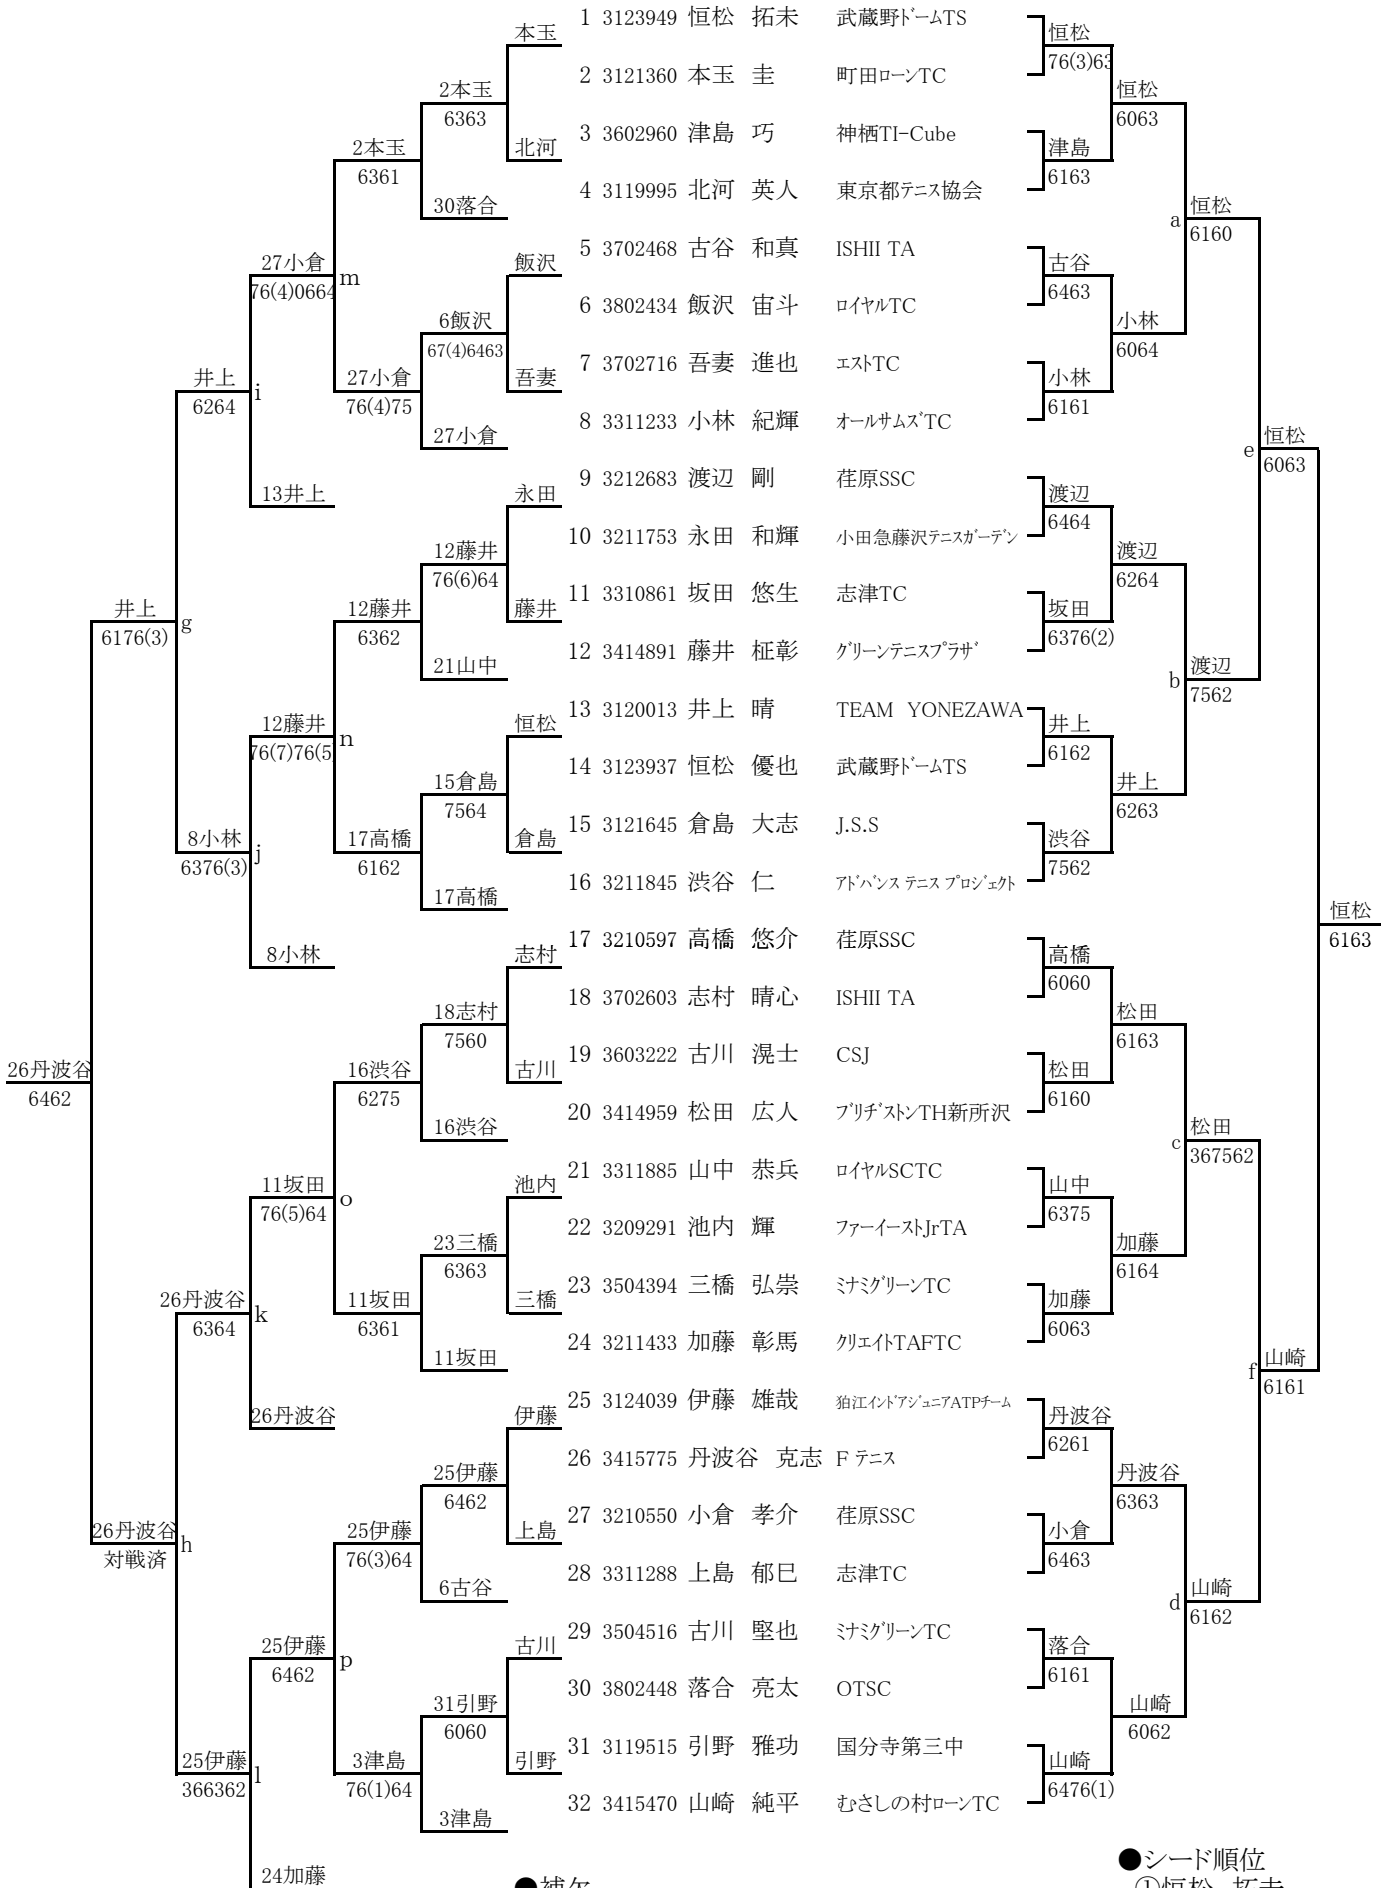 1 3123949 恒松 拓未 武蔵野ドームTS
2 3121360 本玉 圭 町田ローンTC
3 3602960 津島 巧 神栖TI-Cube
4 3119995 北河 英人 東京都テニス協会
5 3702468 古谷 和真 ISHII TA
6 3802434 飯沢 宙斗 ロイヤルTC
7 3702716 吾妻 進也 エストTC
8 3311233 小林 紀輝 オールサムズTC
9 3212683 渡辺 剛 荏原SSC
10 3211753 永田 和輝 小田急藤沢テニスガーデン
11 3310861 坂田 悠生 志津TC
12 3414891 藤井 柾彰 グリーンテニスプラザ
13 3120013 井上 晴 TEAM YONEZAWA
14 3123937 恒松 優也 武蔵野ドームTS
15 3121645 倉島 大志 J.S.S
16 3211845 渋谷 仁 アドバンス テニス プロジェクト
17 3210597 高橋 悠介 荏原SSC
18 3702603 志村 晴心 ISHII TA
19 3603222 古川 滉士 CSJ
20 3414959 松田 広人 ブリヂストンTH新所沢
21 3311885 山中 恭兵 ロイヤルSCTC
22 3209291 池内 輝 ファーイーストJrTA
23 3504394 三橋 弘崇 ミナミグリーンTC
24 3211433 加藤 彰馬 クリエイトTAFTC
25 3124039 伊藤 雄哉 狛江インドアジュニアATPチーム
26 3415775 丹波谷 克志 F テニス
27 3210550 小倉 孝介 荏原SSC
28 3311288 上島 郁巳 志津TC
29 3504516 古川 堅也 ミナミグリーンTC
30 3802448 落合 亮太 OTSC
31 3119515 引野 雅功 国分寺第三中
32 3415470 山崎 純平 むさしの村ローンTC
恒松
76(3)63
津島
6163
古谷
6463
小林
6161
渡辺
6464
坂田
6376(2)
井上
6162
渋谷
7562
高橋
6060
松田
6160
山中
6375
加藤
6063
丹波谷
6261
小倉
6463
落合
6161
山崎
6476(1)
恒松
6063
小林
6064
渡辺
6264
井上
6263
松田
6163
加藤
6164
丹波谷
6363
山崎
6062
a
恒松
6160
b
渡辺
7562
c
松田
367562
d
山崎
6162
e
恒松
6063
f
山崎
6161
恒松
6163
本玉
北河
飯沢
吾妻
永田
藤井
恒松
倉島
志村
古川
池内
三橋
伊藤
上島
古川
引野
2本玉
6363
30落合
6飯沢
67(4)6463
27小倉
12藤井
76(6)64
21山中
15倉島
7564
17高橋
18志村
7560
16渋谷
23三橋
6363
11坂田
25伊藤
6462
6古谷
31引野
6060
3津島
2本玉
6361
27小倉
76(4)75
12藤井
6362
17高橋
6162
16渋谷
6275
11坂田
6361
25伊藤
76(3)64
3津島
76(1)64
27小倉
76(4)0664
m
13井上
12藤井
76(7)76(5
n
8小林
11坂田
76(5)64
o
26丹波谷
25伊藤
6462
p
24加藤
井上
6264
i
8小林
6376(3)
j
26丹波谷
6364
k
25伊藤
366362
l
井上
6176(3)
g
26丹波谷
対戦済
h
26丹波谷
6462
●補欠
●シード順位
①恒松 拓未